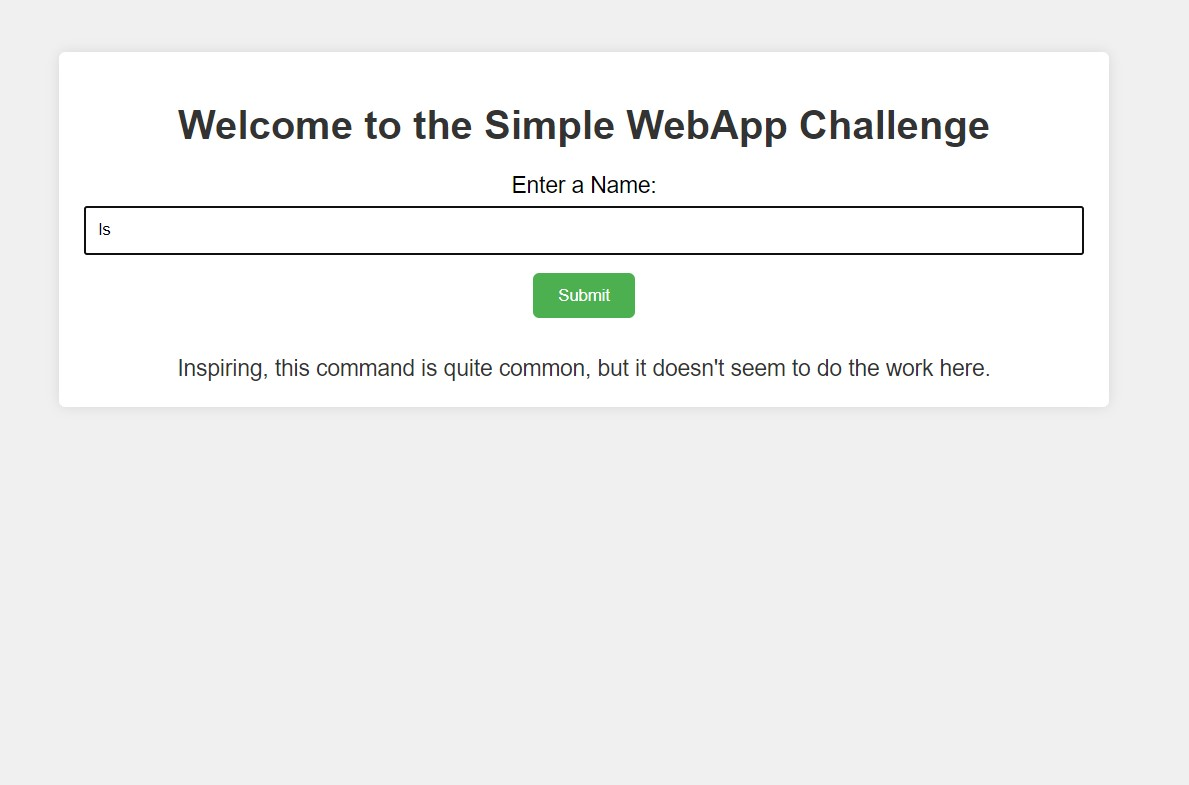 Welcome to the Simple WebApp Challenge
Enter a Name:
ls
Submit
Inspiring, this command is quite common, but it doesn't seem to do the work here.